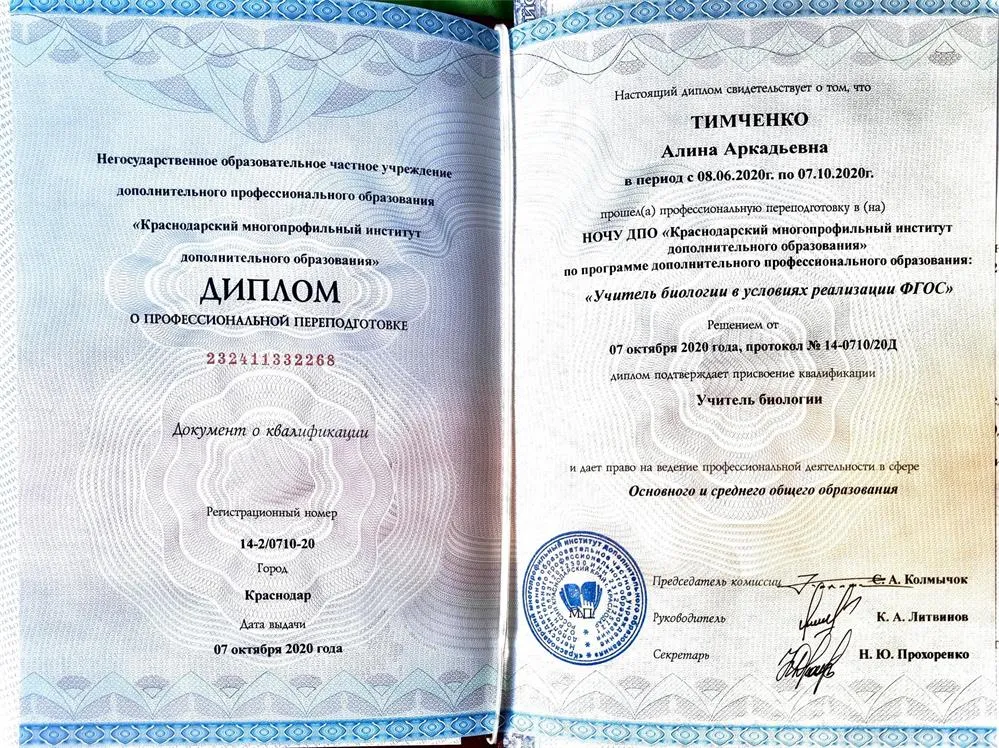 Негосударственное образовательное частное учреждение
дополнительного профессионального образования
«Краснодарский многопрофильный институт
дополнительного образования»
ДИПЛОМ
О ПРОФЕССИОНАЛЬНОЙ ПЕРЕПОДГОТОВКЕ
232411332268
Документ о квалификации
Регистрационный номер
14-2/0710-20
Город
Краснодар
Дата выдачи
07 октября 2020 года
Настоящий диплом свидетельствует о том, что
ТИМЧЕНКО
Алина Аркадьевна
в период с 08.06.2020г. по 07.10.2020г.
прошел(а) профессиональную переподготовку в (на)
НОЧУ ДПО «Краснодарский многопрофильный институт
дополнительного образования»
по программе дополнительного профессионального образования:
«Учитель биологии в условиях реализации ФГОС»
Решением от
07 октября 2020 года, протокол № 14-0710/20Д
диплом подтверждает присвоение квалификации
Учитель биологии
и дает право на ведение профессиональной деятельности в сфере
Основного и среднего общего образования
Председатель комиссии С. А. Колмычок
Руководитель К. А. Литвинов
Секретарь Н. Ю. Прохоренко
М.П.